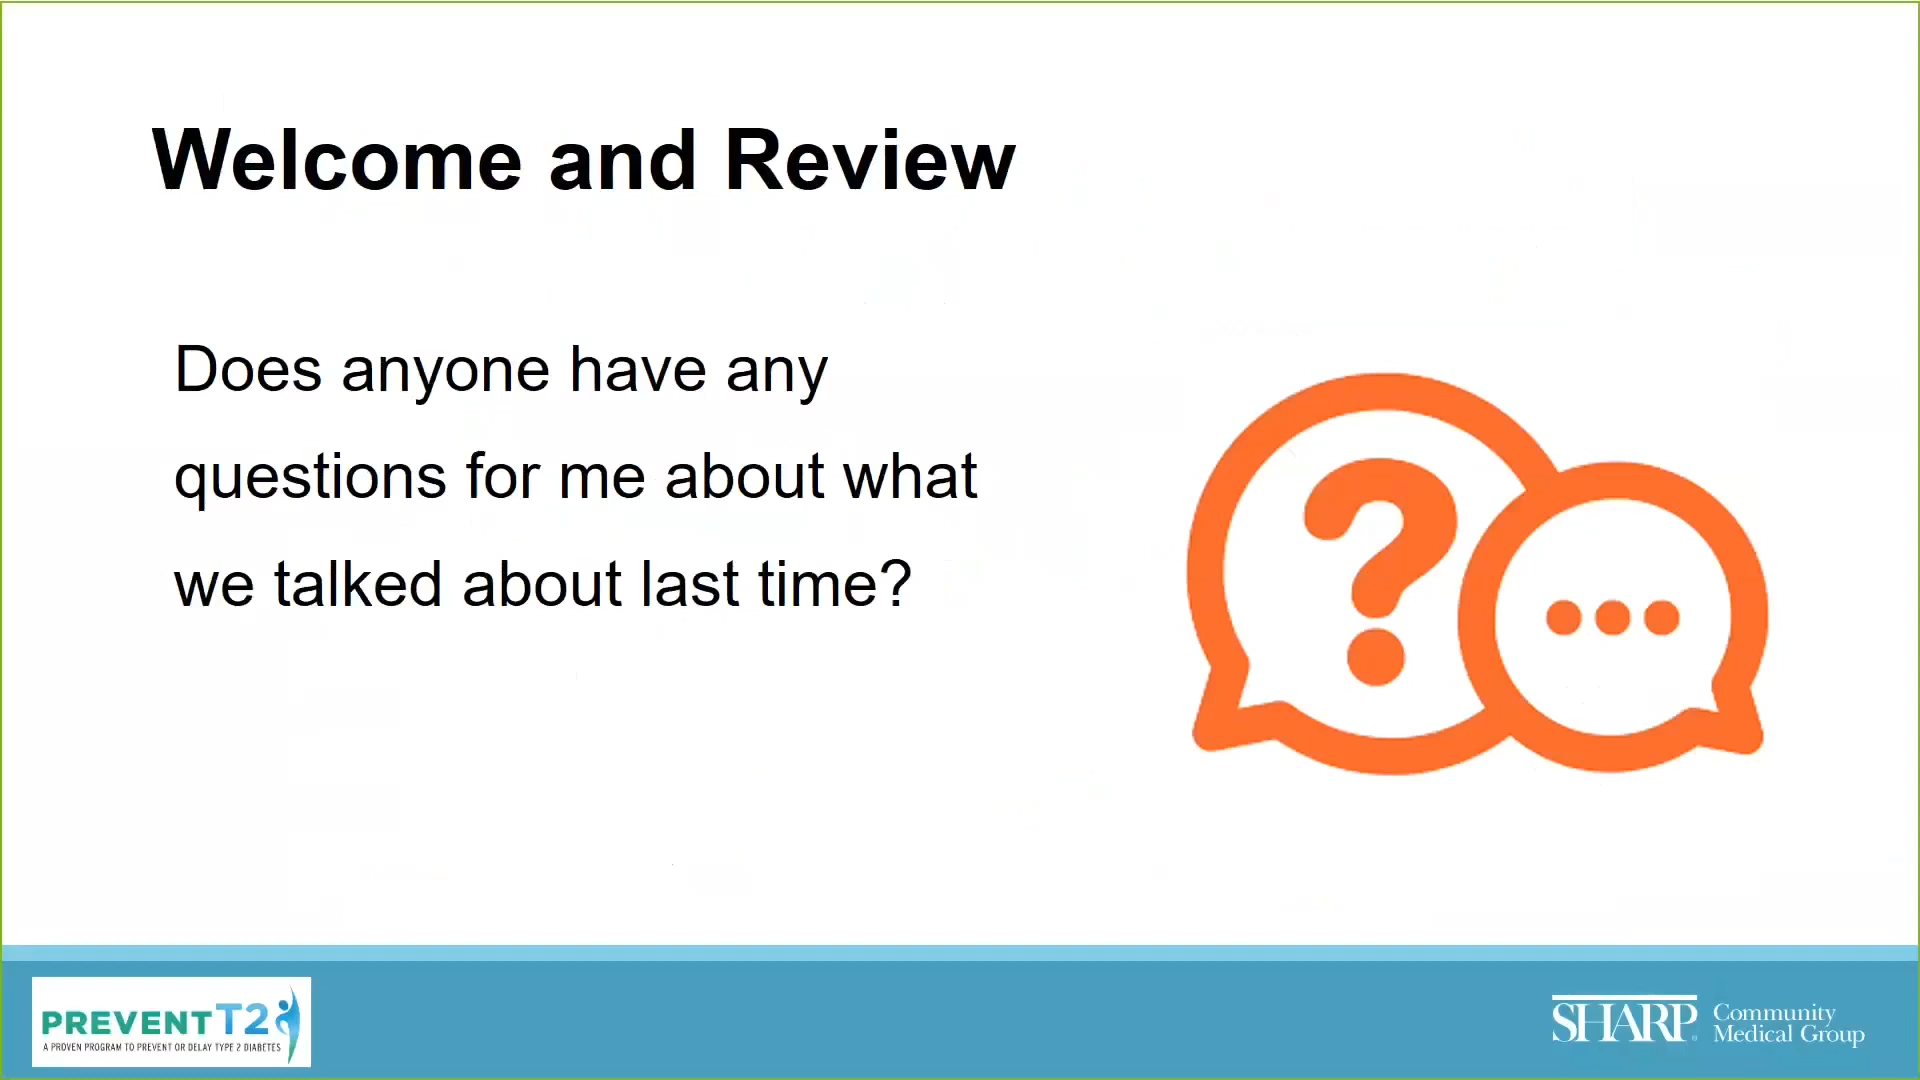 Welcome and Review
Does anyone have any
questions for me about what
we talked about last time?
PREVENT T2
A PROVEN PROGRAM TO PREVENT OR DELAY TYPE 2 DIABETES
SHARP®
Community
Medical Group